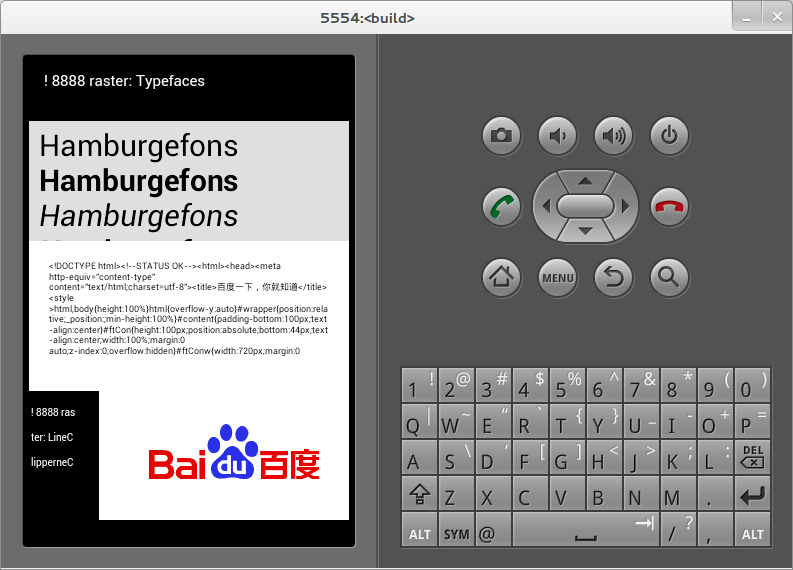 5554:<build>
! 8888 raster: Typefaces
Hamburgefons
Hamburgefons
Hamburgefons
<!DOCTYPE html><!--STATUS OK--><html><head><meta
http-equiv="content-type"
content="text/html;charset=utf-8"><title>百度一下，你就知道</title>
<style
>html,body{height:100%}html{overflow-y:auto}#wrapper{position:rela
tive;_position:;min-height:100%}#content{padding-bottom:100px;text
-align:center}#ftCon{height:100px;position:absolute;bottom:44px;text
-align:center;width:100%;margin:0
auto;z-index:0;overflow:hidden}#ftConw{width:720px;margin:0
! 8888 ras
ter: LineC
lipperneC
Bai du 百度
MENU
1 ! 2 @ 3 # 4 $ 5 % 6 ^ 7 & 8 * 9 ( 0 )
Q | W ~ E “ R ` T { Y } U _ I - O + P =
A S \ D ‘ F [ G ] H < J > K ; L : DEL
Z X C V B N M .
ALT SYM @ / ? , ALT